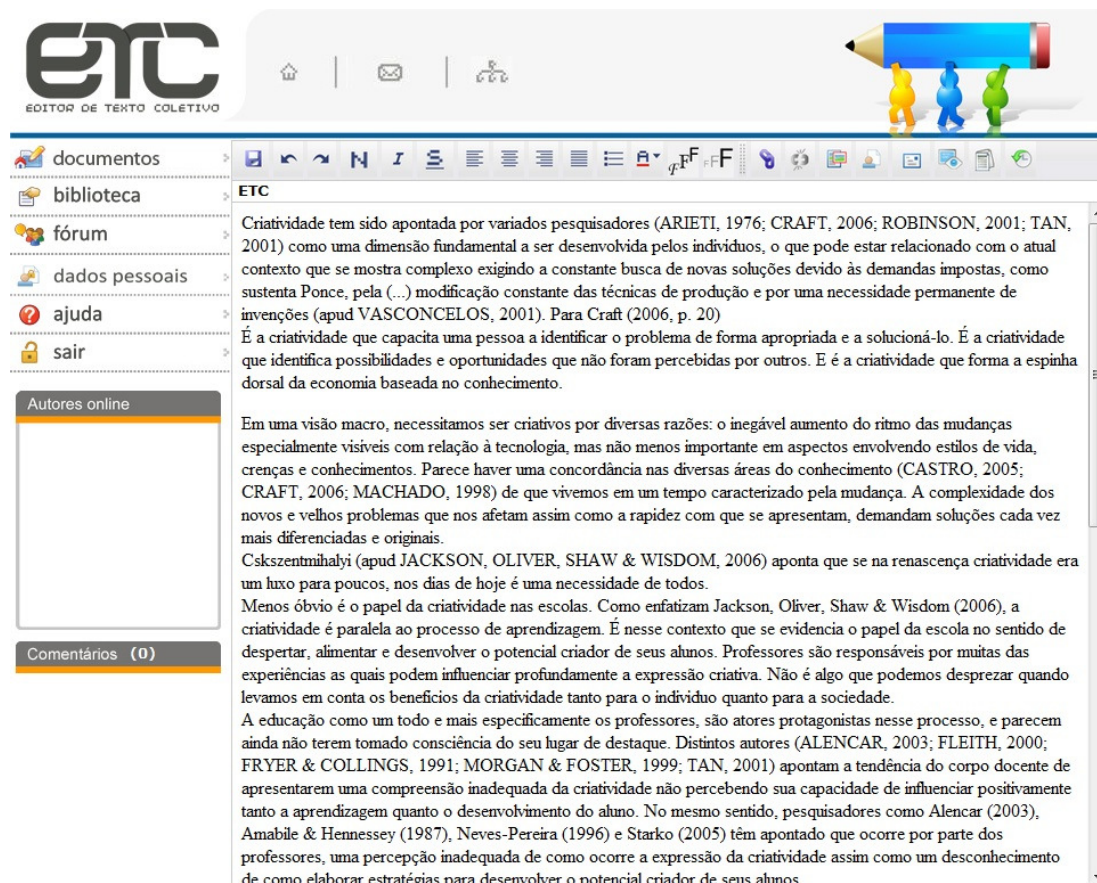 ETC
EDITOR DE TEXTO COLETIVO
documentos
biblioteca
fórum
dados pessoais
ajuda
sair
Autores online
Comentários (0)
ETC
Criatividade tem sido apontada por variados pesquisadores (ARIETI, 1976; CRAFT, 2006; ROBINSON, 2001; TAN,
2001) como uma dimensão fundamental a ser desenvolvida pelos individuos, o que pode estar relacionado com o atual
contexto que se mostra complexo exigindo a constante busca de novas soluções devido às demandas impostas, como
sustenta Ponce, pela (...) modificação constante das técnicas de produção e por uma necessidade permanente de
invenções (apud VASCONCELOS, 2001). Para Craft (2006, p. 20)
É a criatividade que capacita uma pessoa a identificar o problema de forma apropriada e a solucioná-lo. É a criatividade
que identifica possibilidades e oportunidades que não foram percebidas por outros. E é a criatividade que forma a espinha
dorsal da economia baseada no conhecimento.
Em uma visão macro, necessitamos ser criativos por diversas razões: o inegável aumento do ritmo das mudanças
especialmente visíveis com relação à tecnologia, mas não menos importante em aspectos envolvendo estilos de vida,
crenças e conhecimentos. Parece haver uma concordância nas diversas áreas do conhecimento (CASTRO, 2005;
CRAFT, 2006; MACHADO, 1998) de que vivemos em um tempo caracterizado pela mudança. A complexidade dos
novos e velhos problemas que nos afetam assim como a rapidez com que se apresentam, demandam soluções cada vez
mais diferenciadas e originais.
Cskszentmihalyi (apud JACKSON, OLIVER, SHAW & WISDOM, 2006) aponta que se na renascença criatividade era
um luxo para poucos, nos dias de hoje é uma necessidade de todos.
Menos óbvio é o papel da criatividade nas escolas. Como enfatizam Jackson, Oliver, Shaw & Wisdom (2006), a
criatividade é paralela ao processo de aprendizagem. É nesse contexto que se evidencia o papel da escola no sentido de
despertar, alimentar e desenvolver o potencial criador de seus alunos. Professores são responsáveis por muitas das
experiências as quais podem influenciar profundamente a expressão criativa. Não é algo que podemos desprezar quando
levamos em conta os benefícios da criatividade tanto para o individuo quanto para a sociedade.
A educação como um todo e mais especificamente os professores, são atores protagonistas nesse processo, e parecem
ainda não terem tomado consciência do seu lugar de destaque. Distintos autores (ALENCAR, 2003; FLEITH, 2000;
FRYER & COLLINGS, 1991; MORGAN & FOSTER, 1999; TAN, 2001) apontam a tendência do corpo docente de
apresentarem uma compreensão inadequada da criatividade não percebendo sua capacidade de influenciar positivamente
tanto a aprendizagem quanto o desenvolvimento do aluno. No mesmo sentido, pesquisadores como Alencar (2003),
Amabile & Hennessey (1987), Neves-Pereira (1996) e Starko (2005) têm apontado que ocorre por parte dos
professores, uma percepção inadequada de como ocorre a expressão da criatividade assim como um desconhecimento
de como elaborar estratégias para desenvolver o potencial criador de seus alunos.